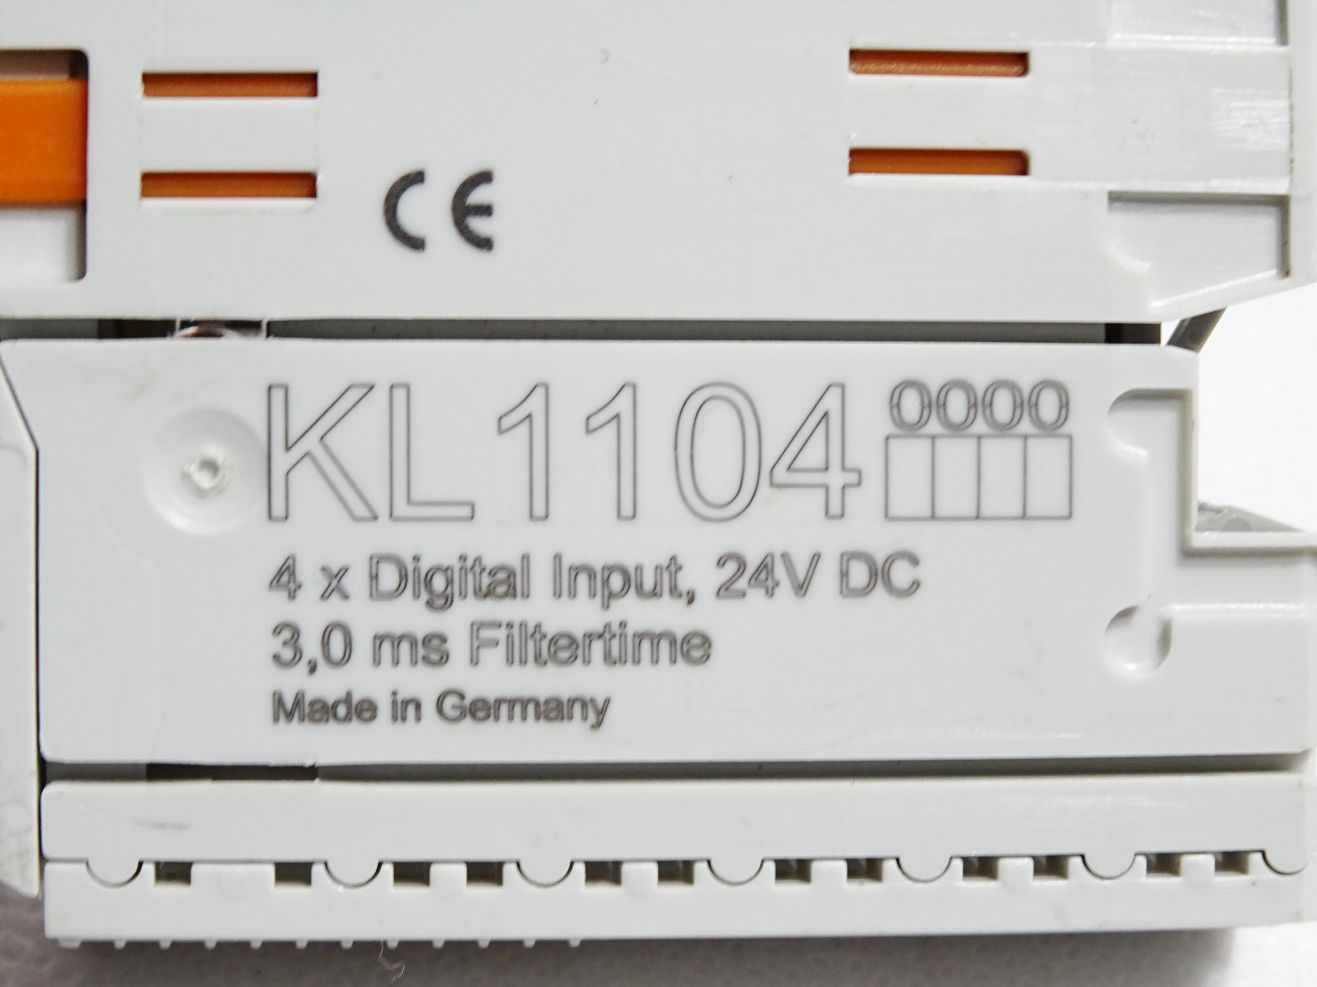 CE
KL1104 0000
4 x Digital Input, 24V DC
3,0 ms Filtertime
Made in Germany